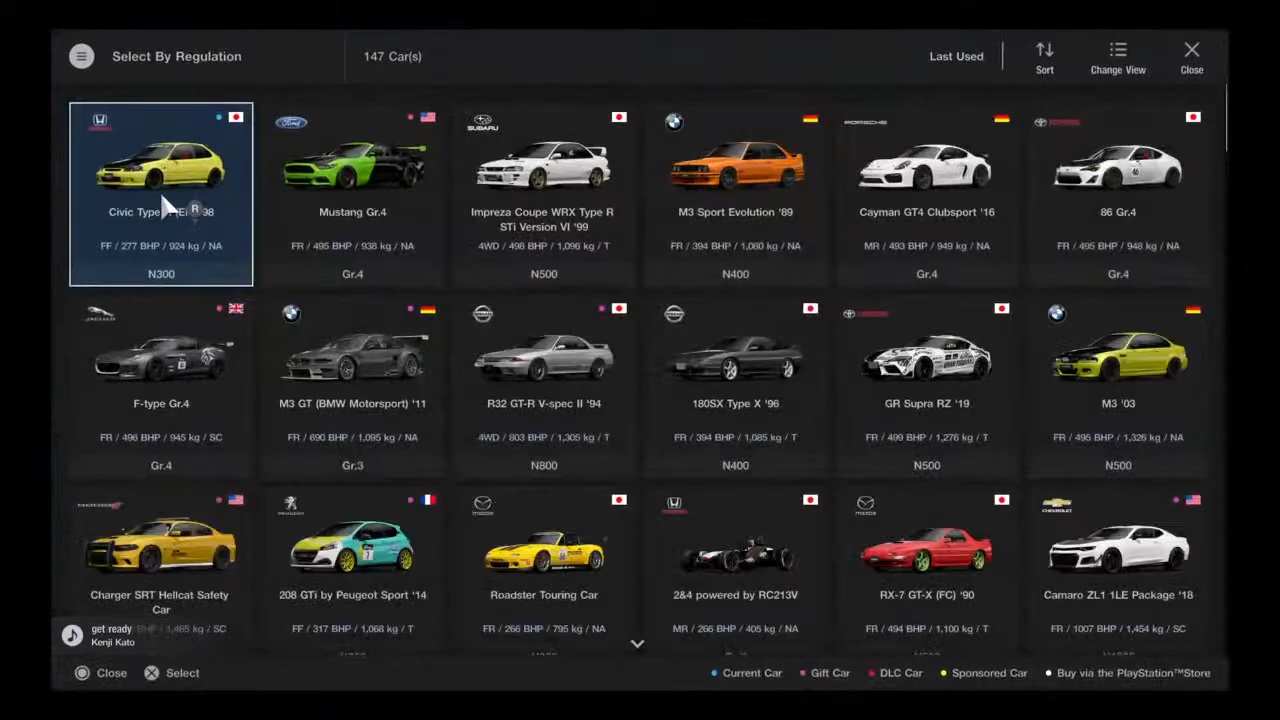 Select By Regulation
147 Car(s)
Last Used
Sort
Change View
Close
Civic Type
'98
FF / 277 BHP / 924 kg / NA
N300
Ford
Mustang Gr.4
FR / 495 BHP / 938 kg / NA
Gr.4
SUBARU
Impreza Coupe WRX Type R
STi Version VI '99
4WD / 498 BHP / 1,096 kg / T
N500
M3 Sport Evolution '89
FR / 394 BHP / 1,080 kg / NA
N400
PORSCHE
Cayman GT4 Clubsport '16
MR / 493 BHP / 949 kg / NA
Gr.4
86 Gr.4
FR / 495 BHP / 948 kg / NA
Gr.4
JAGUAR
F-type Gr.4
FR / 496 BHP / 945 kg / SC
Gr.4
M3 GT (BMW Motorsport) '11
FR / 690 BHP / 1,095 kg / NA
Gr.3
R32 GT-R V-spec II '94
4WD / 803 BHP / 1,305 kg / T
N800
180SX Type X '96
FR / 394 BHP / 1,085 kg / T
N400
GR Supra RZ '19
FR / 499 BHP / 1,276 kg / T
N500
M3 '03
FR / 495 BHP / 1,326 kg / NA
N500
Charger SRT Hellcat Safety
Car
1,465 kg / SC
PEUGEOT
208 GTi by Peugeot Sport '14
FF / 317 BHP / 1,068 kg / T
Roadster Touring Car
FR / 266 BHP / 795 kg / NA
2&4 powered by RC213V
MR / 266 BHP / 405 kg / NA
RX-7 GT-X (FC) '90
FR / 494 BHP / 1,100 kg / T
CHEVROLET
Camaro ZL1 1LE Package '18
FR / 1007 BHP / 1,454 kg / SC
get ready
Kenji Kato
Close
Select
Current Car
Gift Car
DLC Car
Sponsored Car
Buy via the PlayStation™Store